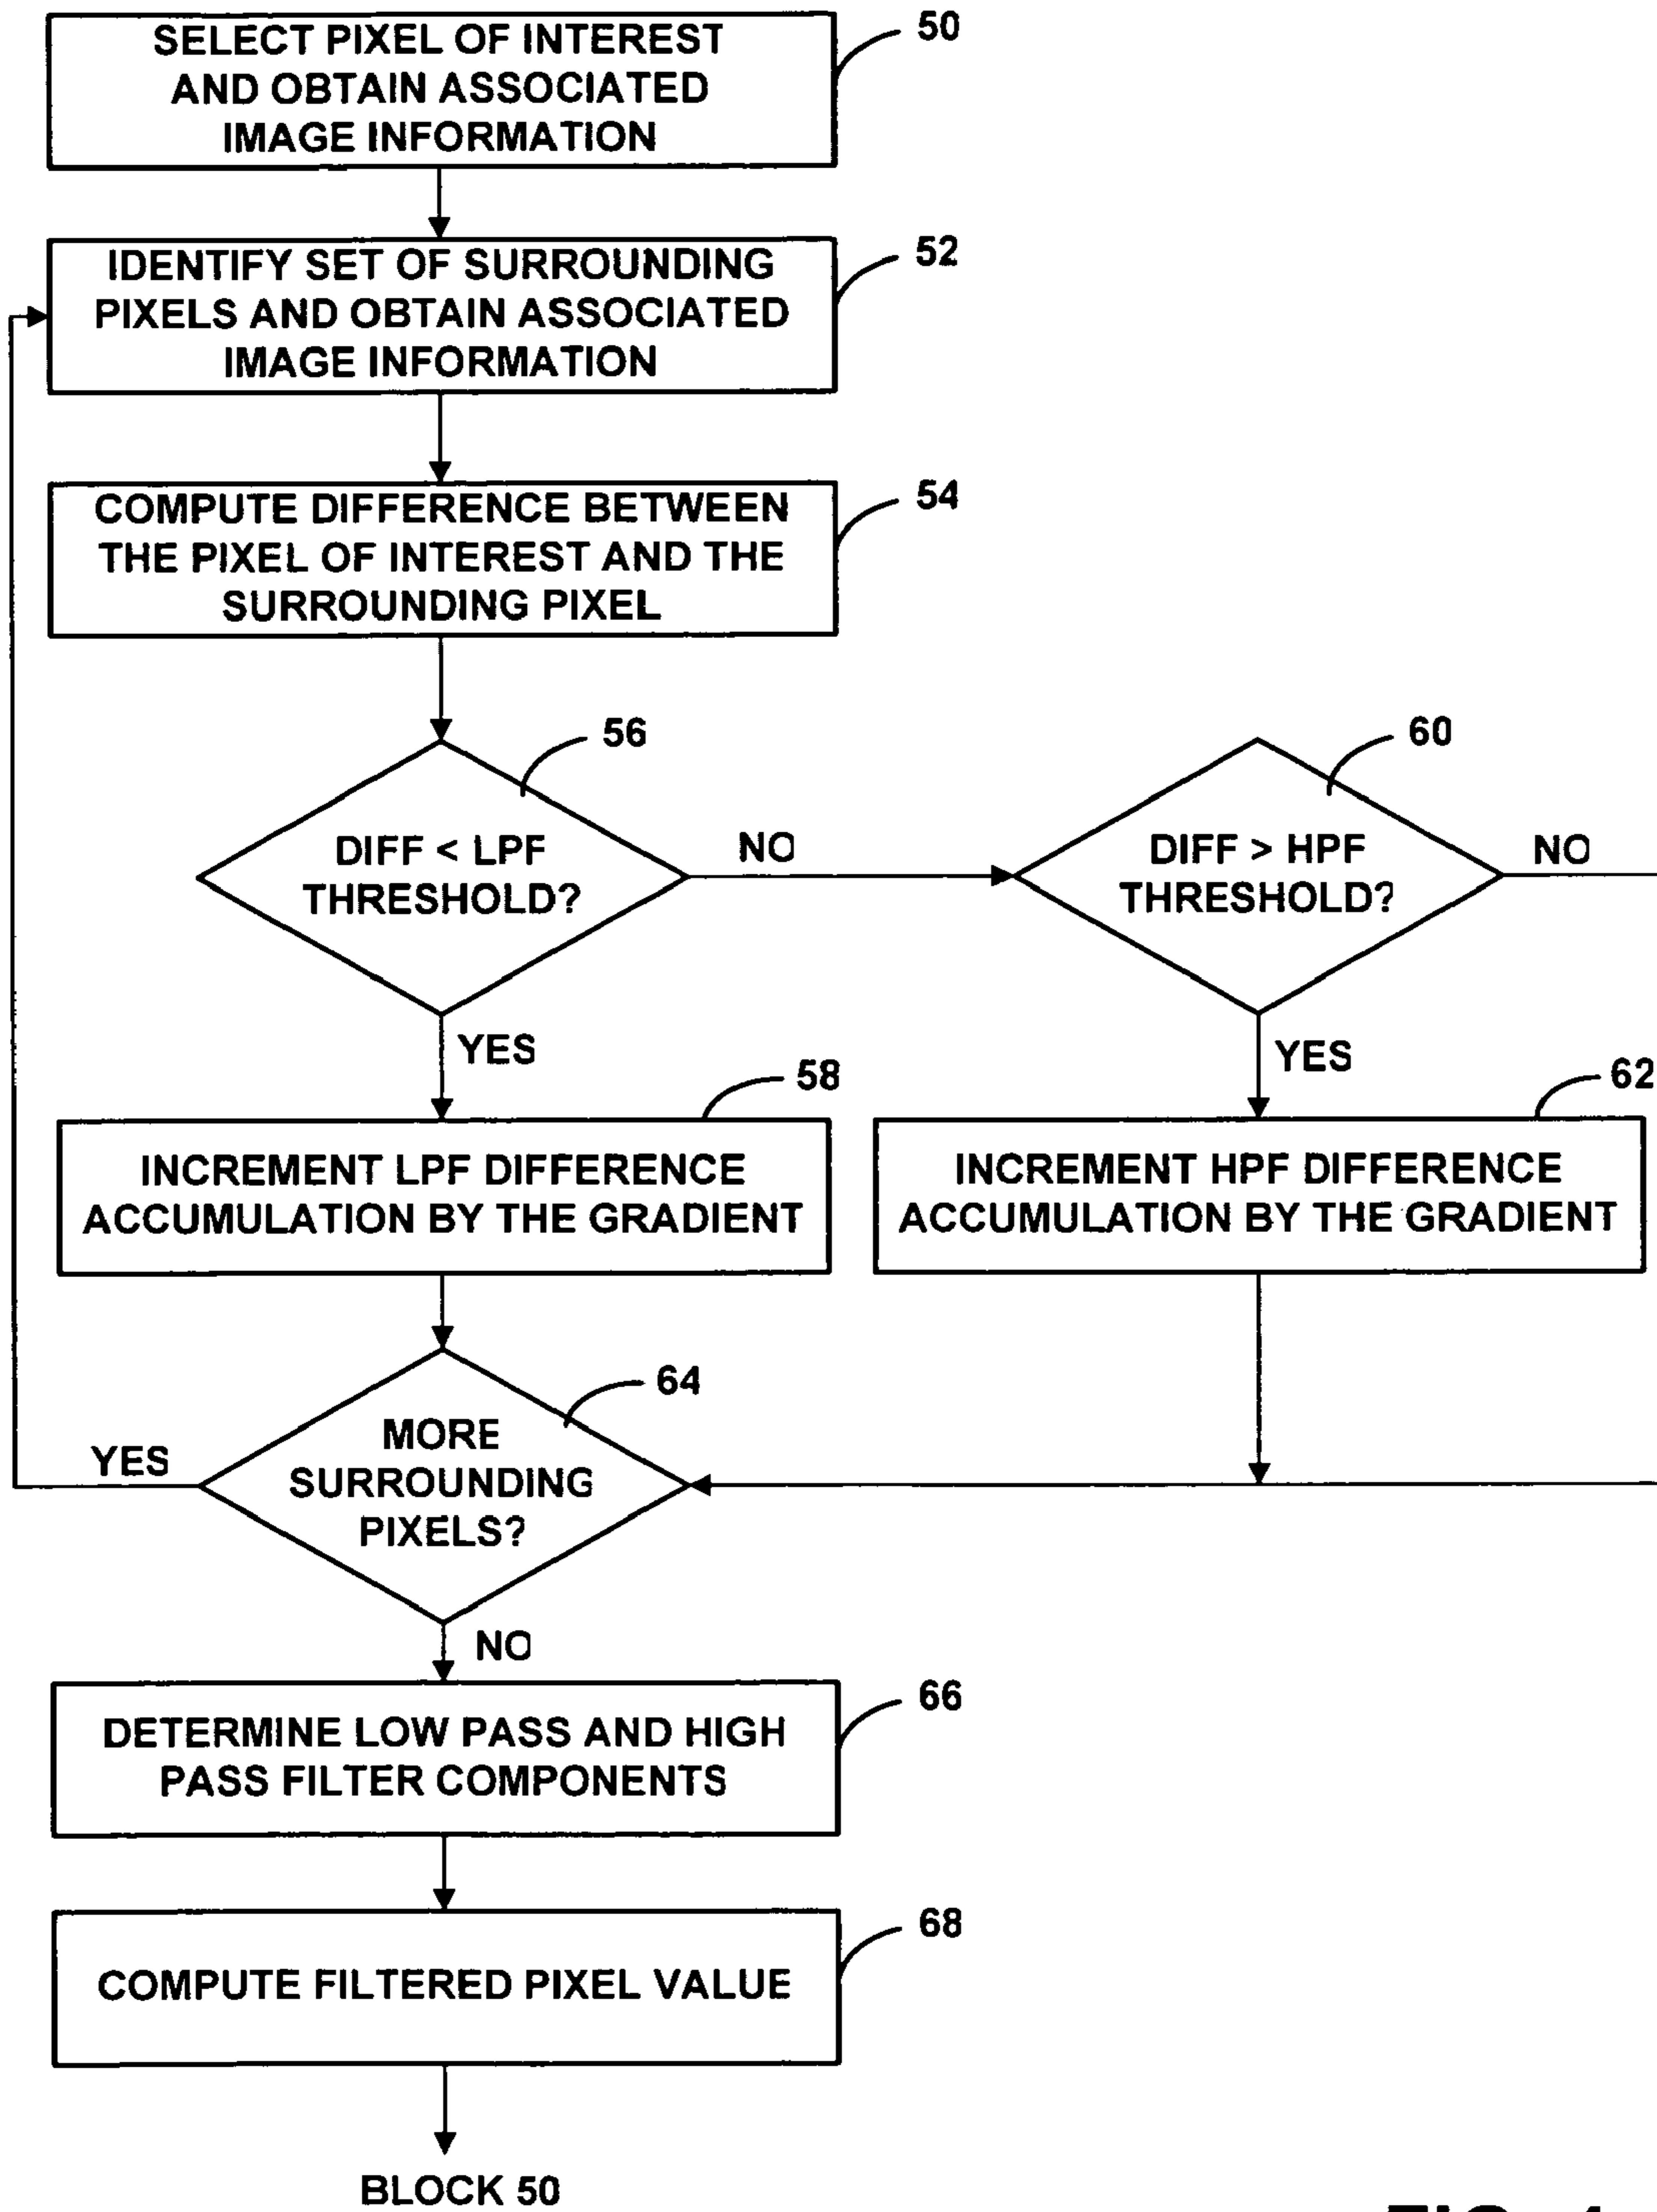 SELECT PIXEL OF INTEREST
AND OBTAIN ASSOCIATED
IMAGE INFORMATION
50
IDENTIFY SET OF SURROUNDING
PIXELS AND OBTAIN ASSOCIATED
IMAGE INFORMATION
52
COMPUTE DIFFERENCE BETWEEN
THE PIXEL OF INTEREST AND THE
SURROUNDING PIXEL
54
56
DIFF < LPF
THRESHOLD?
NO
60
DIFF > HPF
THRESHOLD?
NO
YES
YES
58
INCREMENT LPF DIFFERENCE
ACCUMULATION BY THE GRADIENT
62
INCREMENT HPF DIFFERENCE
ACCUMULATION BY THE GRADIENT
64
MORE
SURROUNDING
PIXELS?
YES
NO
66
DETERMINE LOW PASS AND HIGH
PASS FILTER COMPONENTS
68
COMPUTE FILTERED PIXEL VALUE
BLOCK 50